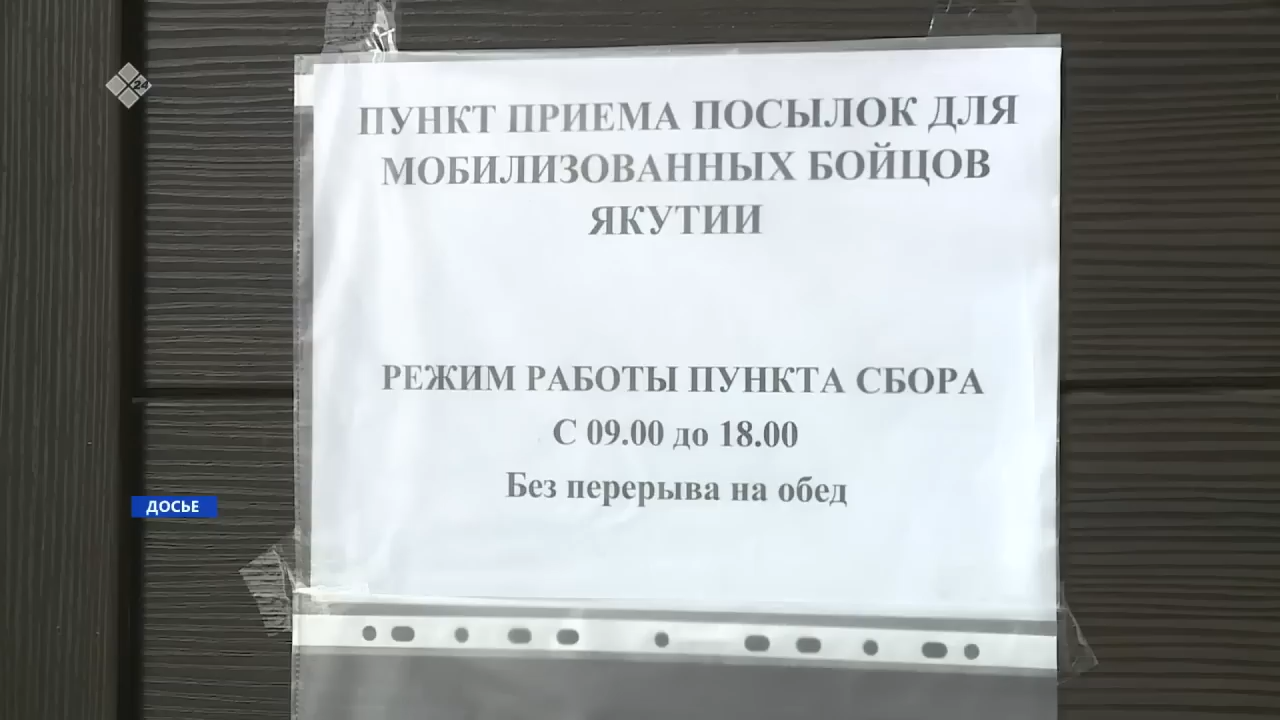 24
ПУНКТ ПРИЕМА ПОСЫЛОК ДЛЯ
МОБИЛИЗОВАННЫХ БОЙЦОВ
ЯКУТИИ
РЕЖИМ РАБОТЫ ПУНКТА СБОРА
С 09.00 до 18.00
Без перерыва на обед
ДОСЬЕ